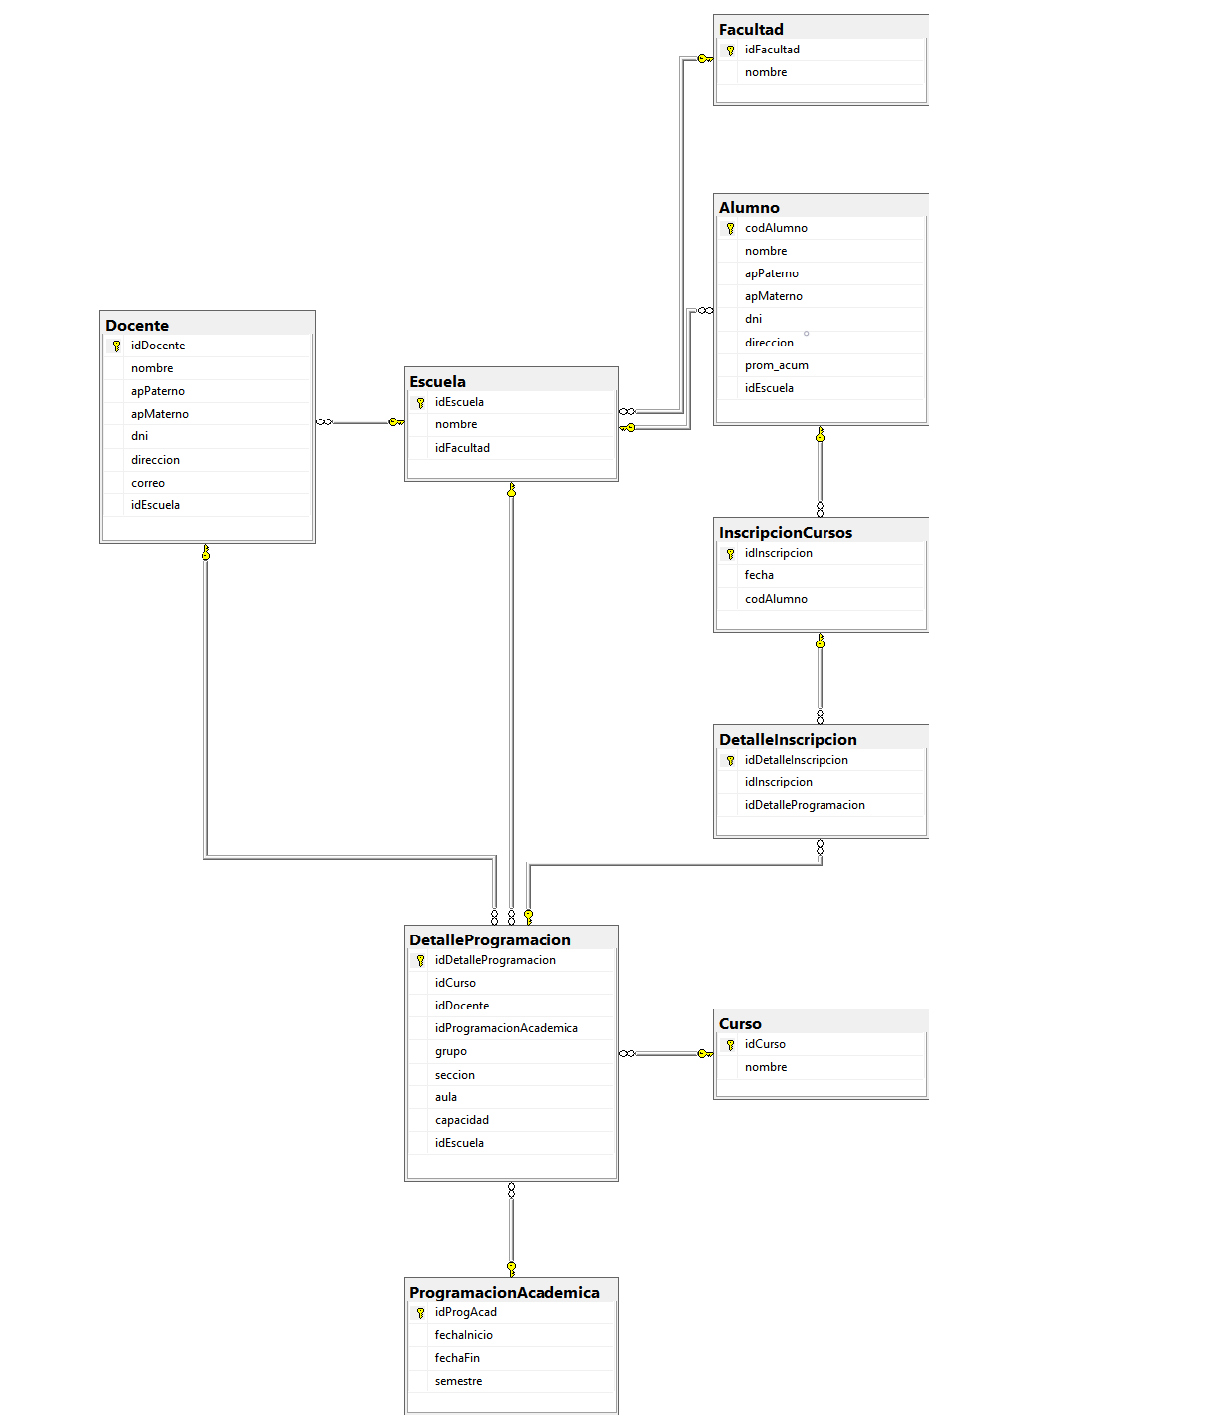 Facultad
idFacultad
nombre
Alumno
codAlumno
nombre
apPaterno
apMaterno
dni
direccion
prom_acum
idEscuela
Docente
idDocente
nombre
apPaterno
apMaterno
dni
direccion
correo
idEscuela
Escuela
idEscuela
nombre
idFacultad
InscripcionCursos
idInscripcion
fecha
codAlumno
DetalleInscripcion
idDetalleInscripcion
idInscripcion
idDetalleProgramacion
DetalleProgramacion
idDetalleProgramacion
idCurso
idDocente
idProgramacionAcademica
grupo
seccion
aula
capacidad
idEscuela
Curso
idCurso
nombre
ProgramacionAcademica
idProgAcad
fechaInicio
fechaFin
semestre